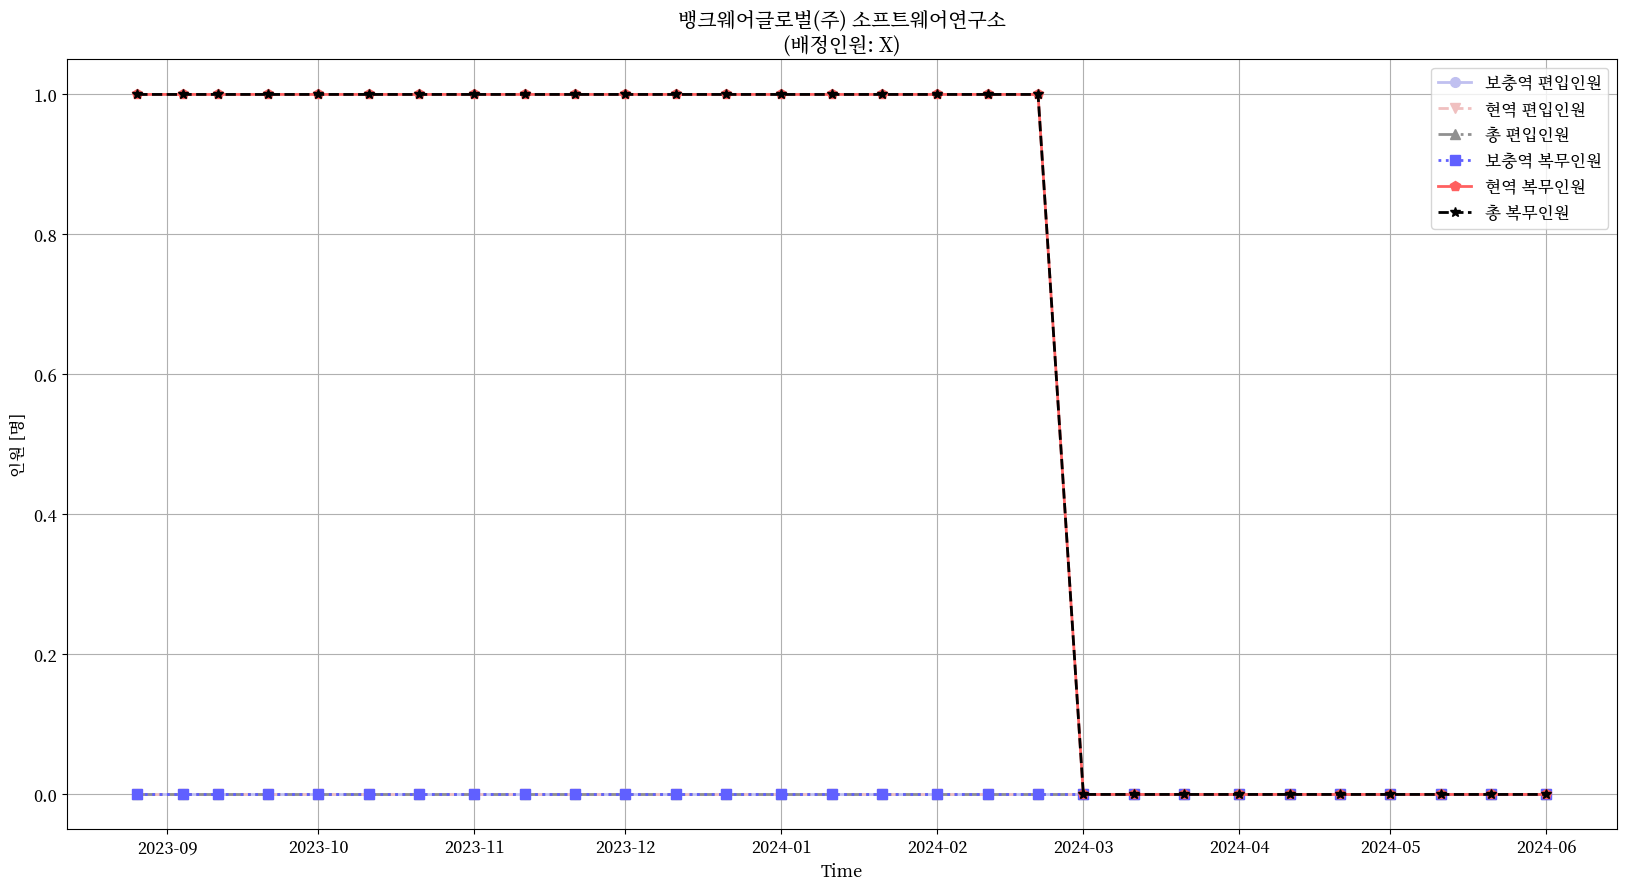 뱅크웨어글로벌(주) 소프트웨어연구소
(배정인원: X)
보충역 편입인원
현역 편입인원
총 편입인원
보충역 복무인원
현역 복무인원
총 복무인원
1.0
0.8
0.6
0.4
0.2
0.0
인원 [명]
2023-09 2023-10 2023-11 2023-12 2024-01 2024-02 2024-03 2024-04 2024-05 2024-06
Time